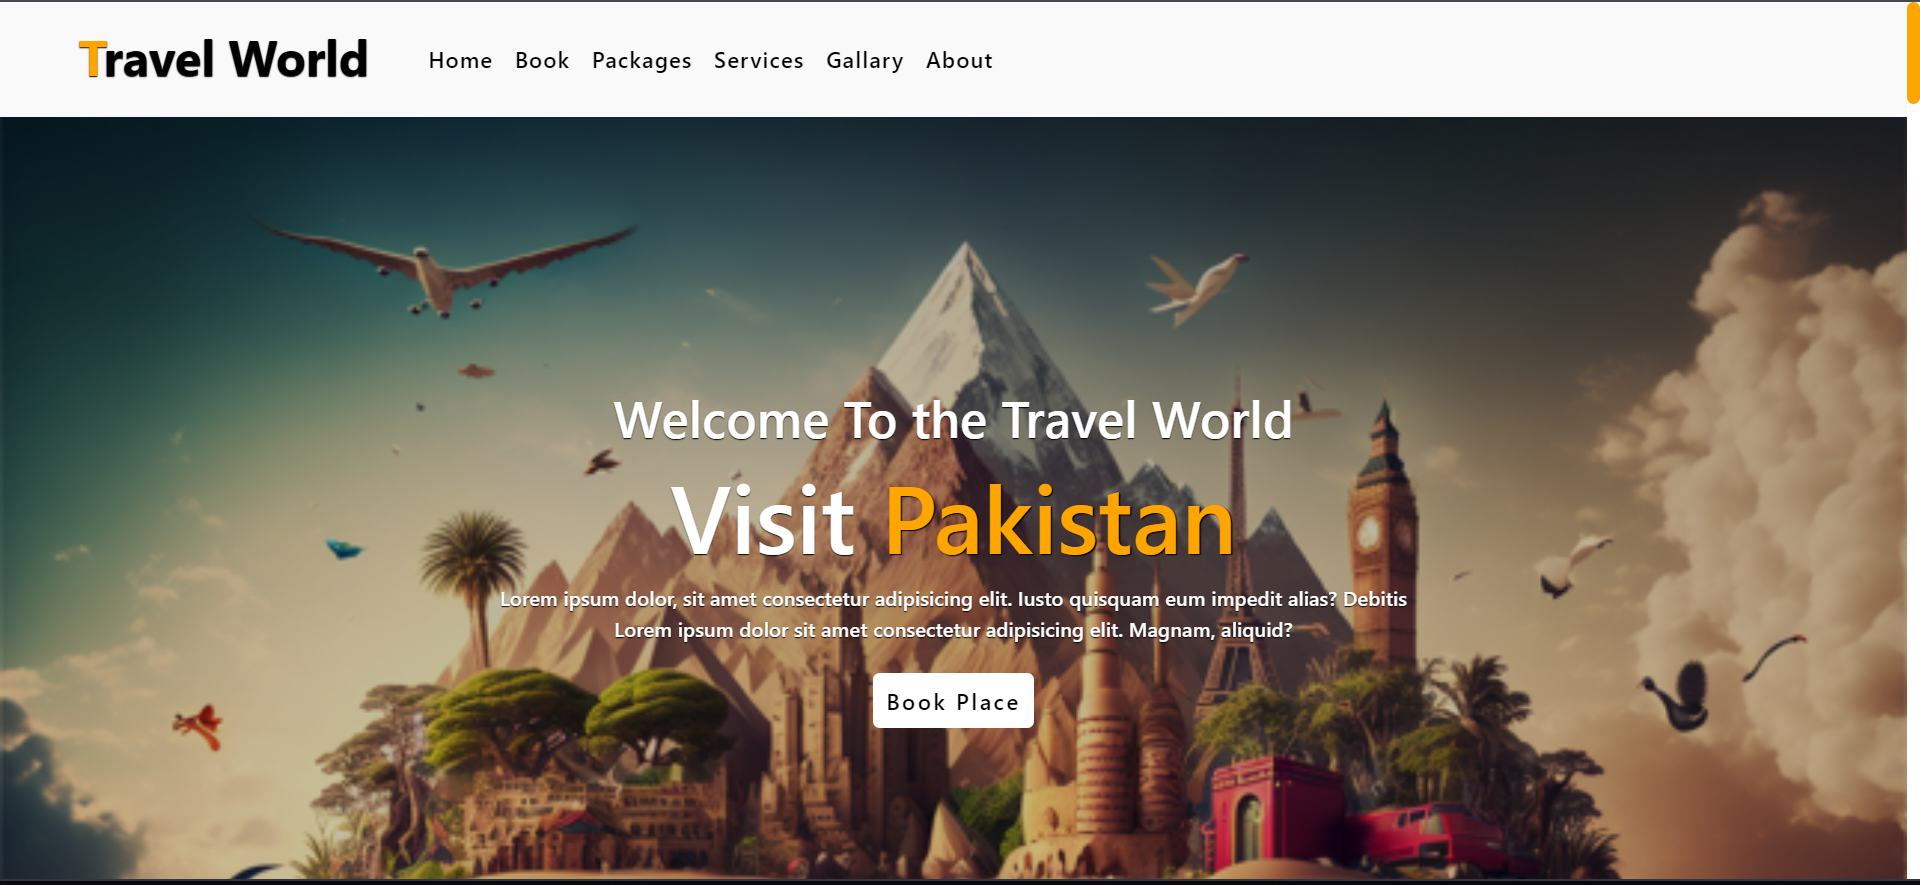 Travel World
Home Book Packages Services Gallary About
Welcome To the Travel World
Visit Pakistan
Lorem ipsum dolor, sit amet consectetur adipisicing elit. Iusto quisquam eum impedit alias? Debitis
Lorem ipsum dolor sit amet consectetur adipisicing elit. Magnam, aliquid?
Book Place